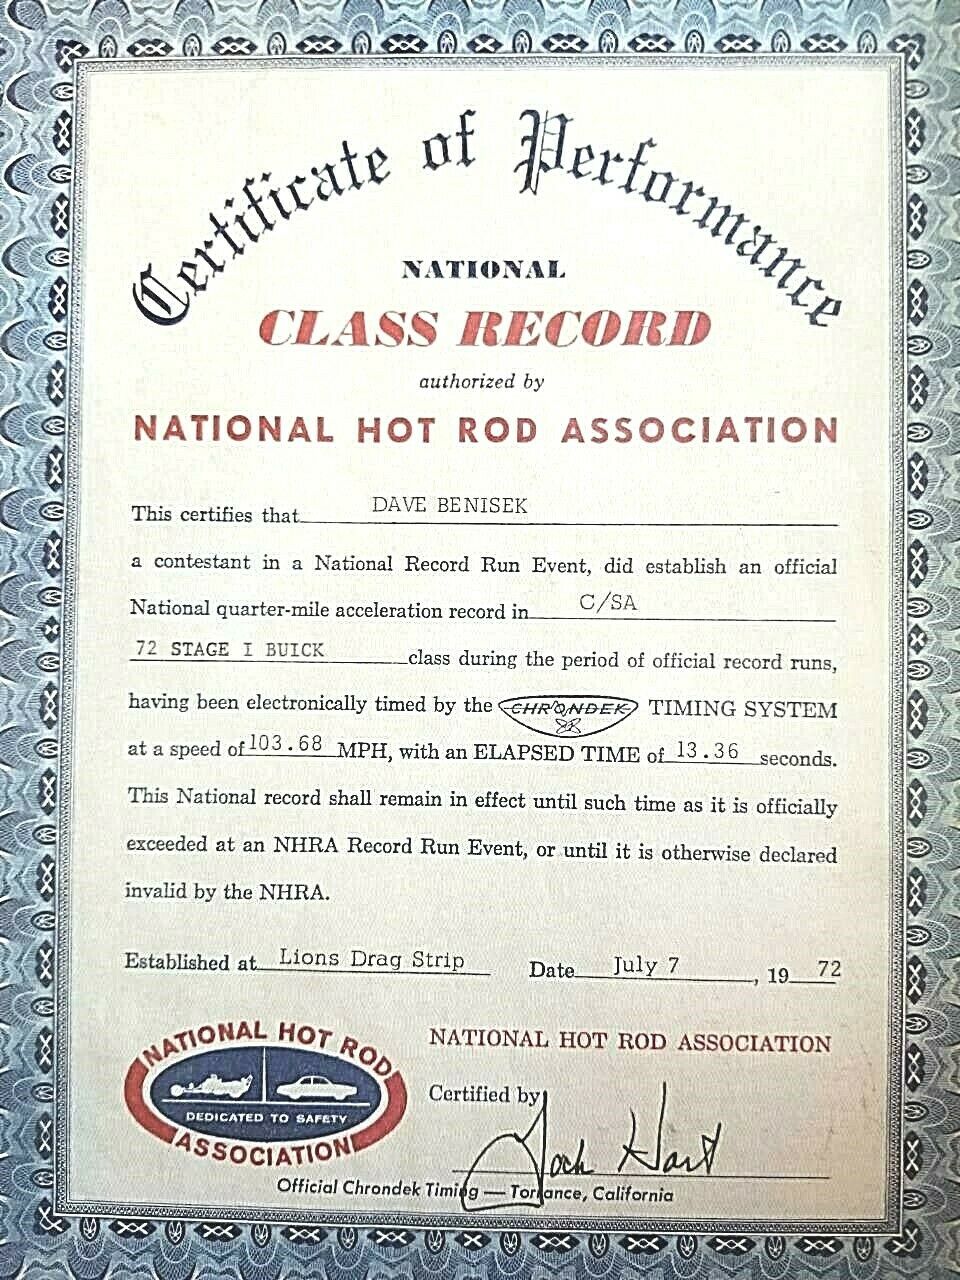 Certificate of Performance
NATIONAL
CLASS RECORD
authorized by
NATIONAL HOT ROD ASSOCIATION
This certifies that DAVE BENISEK
a contestant in a National Record Run Event, did establish an official
National quarter-mile acceleration record in C/SA
72 STAGE I BUICK class during the period of official record runs,
having been electronically timed by the CHRONDEK TIMING SYSTEM
at a speed of 103.68 MPH, with an ELAPSED TIME of 13.36 seconds.
This National record shall remain in effect until such time as it is officially
exceeded at an NHRA Record Run Event, or until it is otherwise declared
invalid by the NHRA.
Established at Lions Drag Strip Date July 7, 1972
NATIONAL HOT ROD
DEDICATED TO SAFETY
ASSOCIATION
NATIONAL HOT ROD ASSOCIATION
Certified by Jack Hart
Official Chrondek Timing — Torrance, California